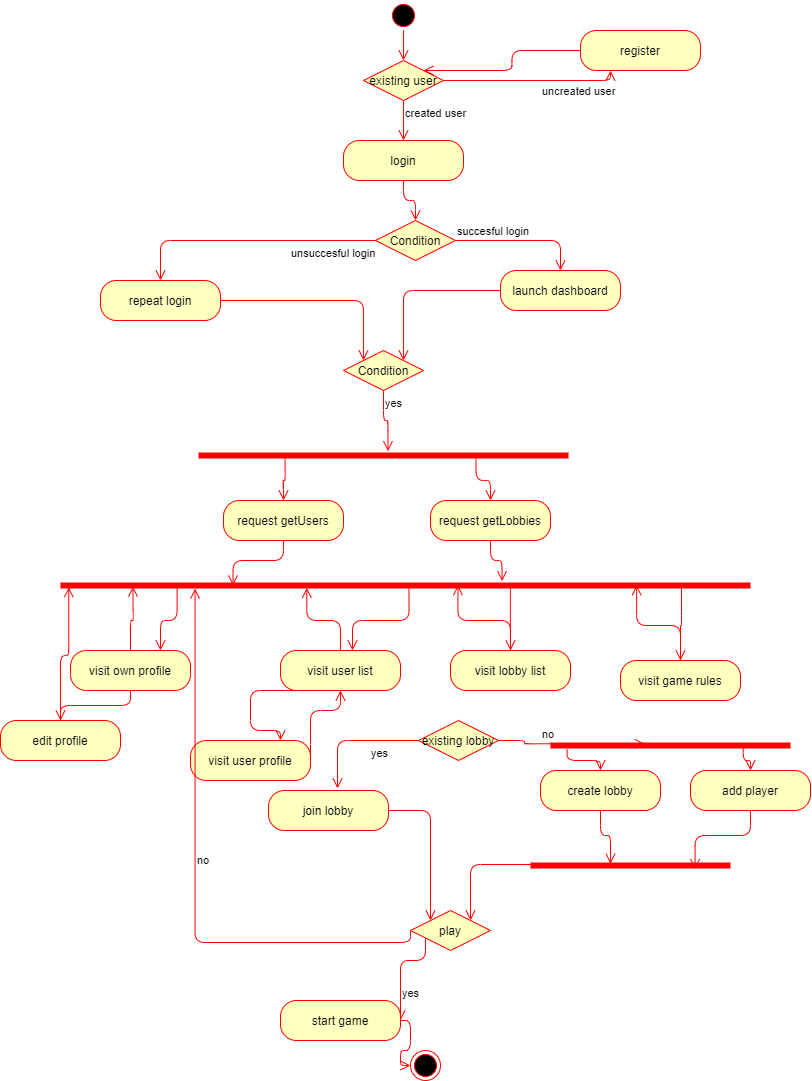 register
existing user
uncreated user
created user
login
succesful login
Condition
unsuccesful login
repeat login
launch dashboard
Condition
yes
request getUsers
request getLobbies
visit own profile
visit user list
visit lobby list
visit game rules
edit profile
existing lobby
no
yes
visit user profile
join lobby
create lobby
add player
no
play
yes
start game